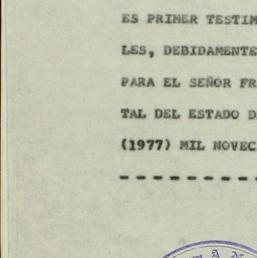 ES PRIMER TESTIM
LES, DEBIDAMENTE
PARA EL SEÑOR FR
TAL DEL ESTADO D
(1977) MIL NOVEC